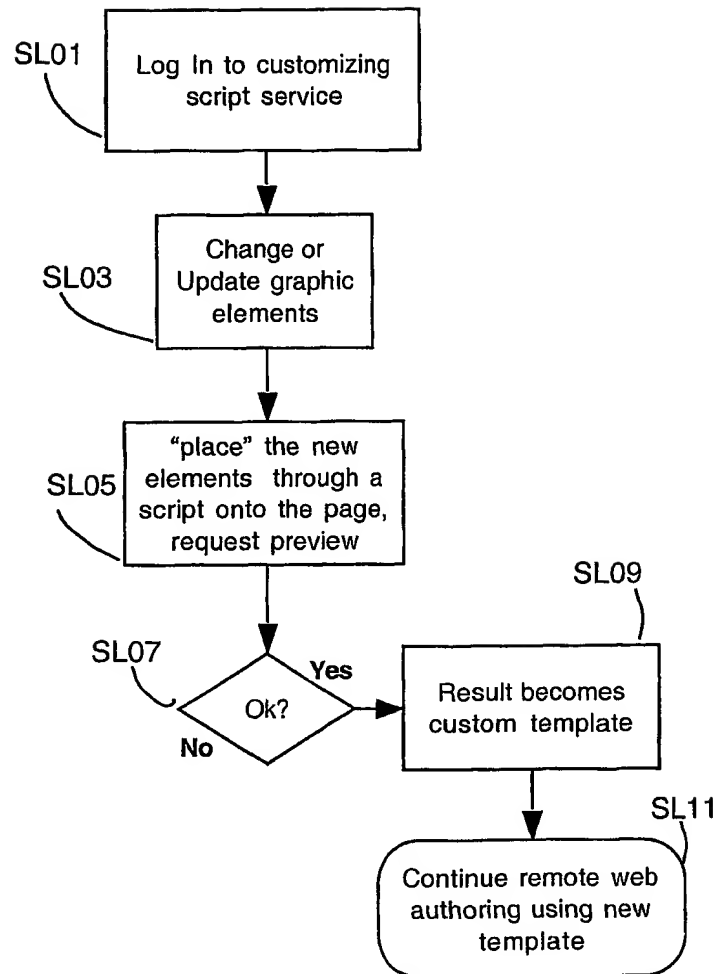 SL01
Log In to customizing
script service
SL03
Change or
Update graphic
elements
SL05
“place” the new
elements through a
script onto the page,
request preview
SL07
Ok?
Yes
No
SL09
Result becomes
custom template
SL11
Continue remote web
authoring using new
template